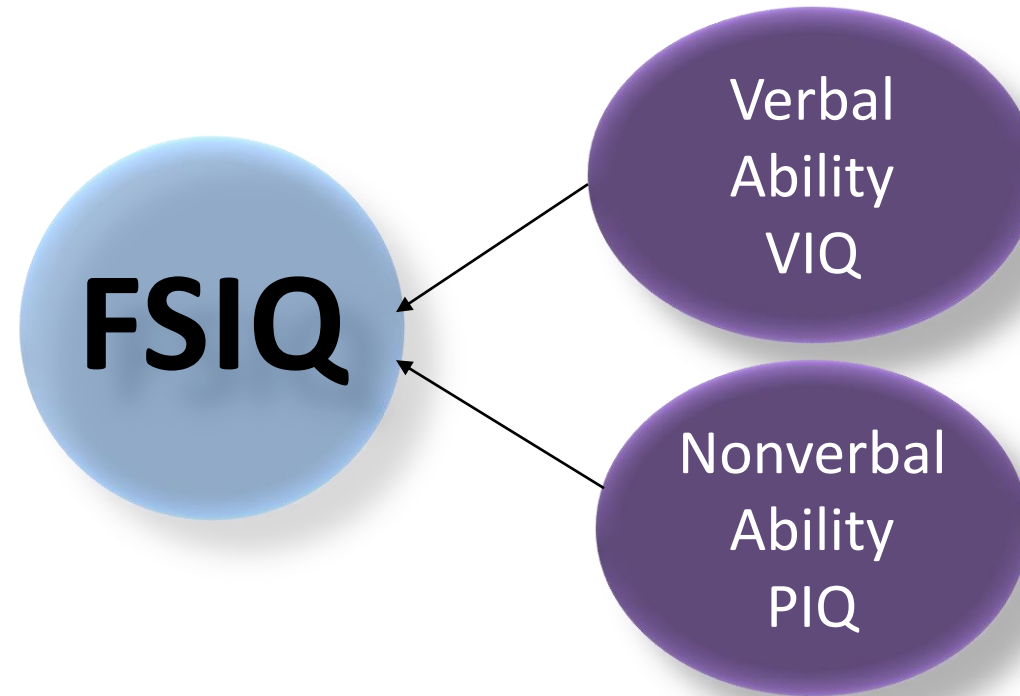 FSIQ
Verbal
Ability
VIQ
Nonverbal
Ability
PIQ